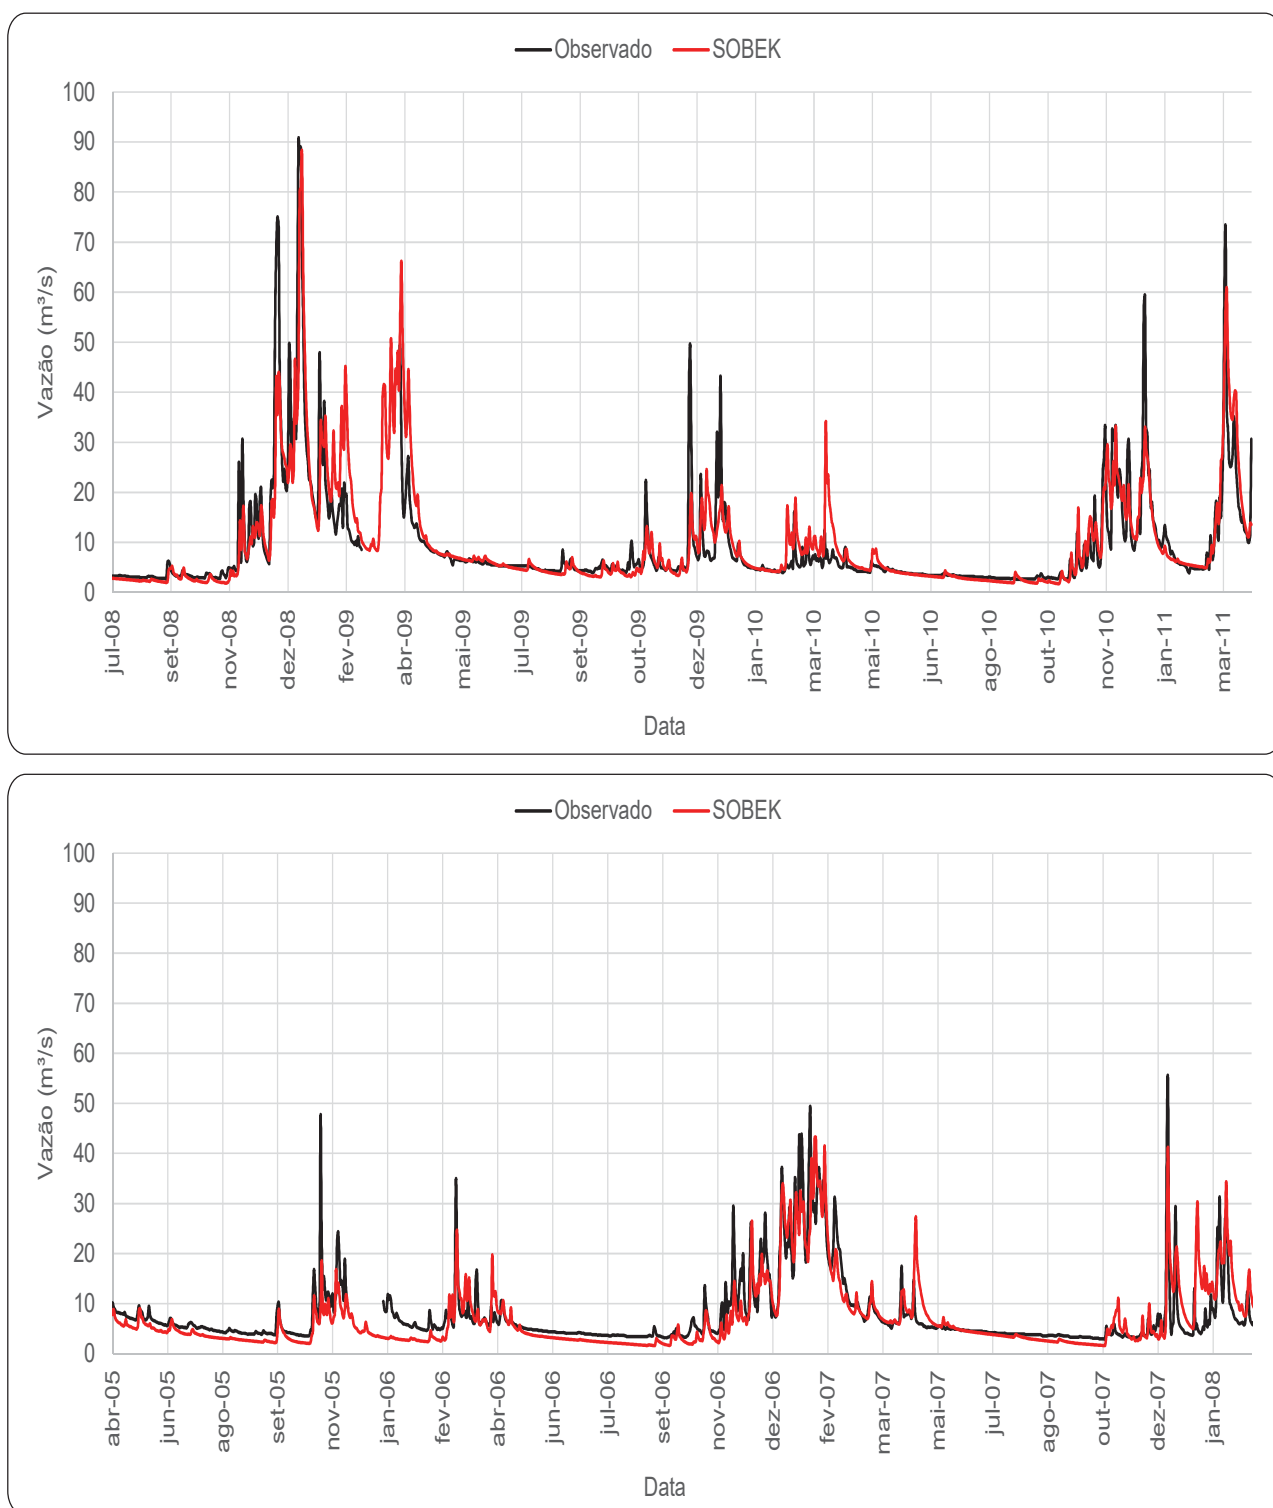 Observado SOBEK
100
90
80
70
60
50
40
30
20
10
0
Vazão (m³/s)
jul-08 set-08 nov-08 dez-08 fev-09 abr-09 mai-09 jul-09 set-09 out-09 dez-09 jan-10 mar-10 mai-10 jun-10 ago-10 out-10 nov-10 jan-11 mar-11
Data
Observado SOBEK
100
90
80
70
60
50
40
30
20
10
0
Vazão (m³/s)
abr-05 jun-05 ago-05 set-05 nov-05 jan-06 fev-06 abr-06 jun-06 jul-06 set-06 nov-06 dez-06 fev-07 mar-07 mai-07 jul-07 ago-07 out-07 dez-07 jan-08
Data